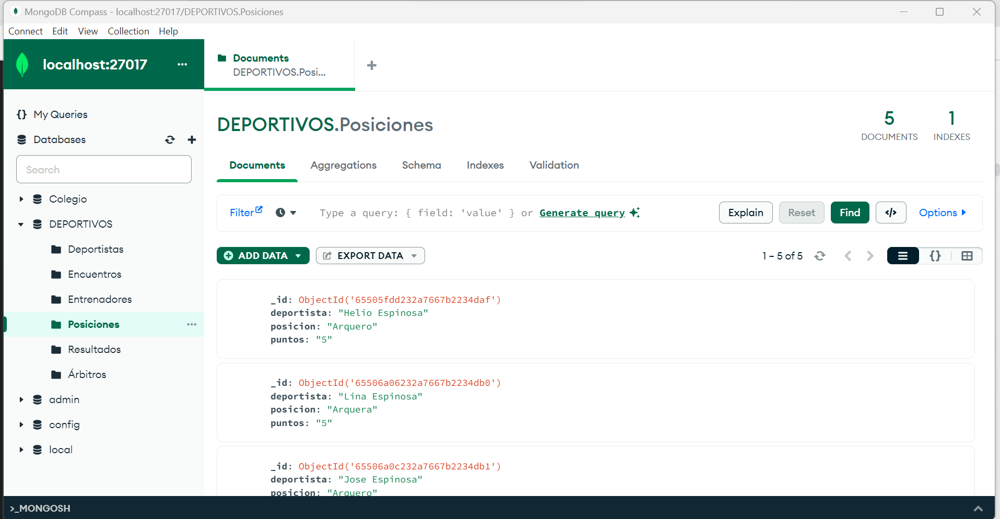 MongoDB Compass - localhost:27017/DEPORTIVOS.Posiciones
Connect Edit View Collection Help
localhost:27017
Documents
DEPORTIVOS.Posi...
My Queries
Databases
Search
Colegio
DEPORTIVOS
Deportistas
Encuentros
Entrenadores
Posiciones
Resultados
Árbitros
admin
config
local
DEPORTIVOS.Posiciones
5
DOCUMENTS
1
INDEXES
Documents Aggregations Schema Indexes Validation
Filter Type a query: { field: 'value' } or Generate query Explain Reset Find </> Options
ADD DATA EXPORT DATA 1 – 5 of 5 {}
_id: ObjectId('65505fdd232a7667b2234daf')
deportista: "Helio Espinosa"
posicion: "Arquero"
puntos: "5"
_id: ObjectId('65506a06232a7667b2234db0')
deportista: "Lina Espinosa"
posicion: "Arquera"
puntos: "5"
_id: ObjectId('65506a0c232a7667b2234db1')
deportista: "Jose Espinosa"
posicion: "Arquero"
>_MONGOSH